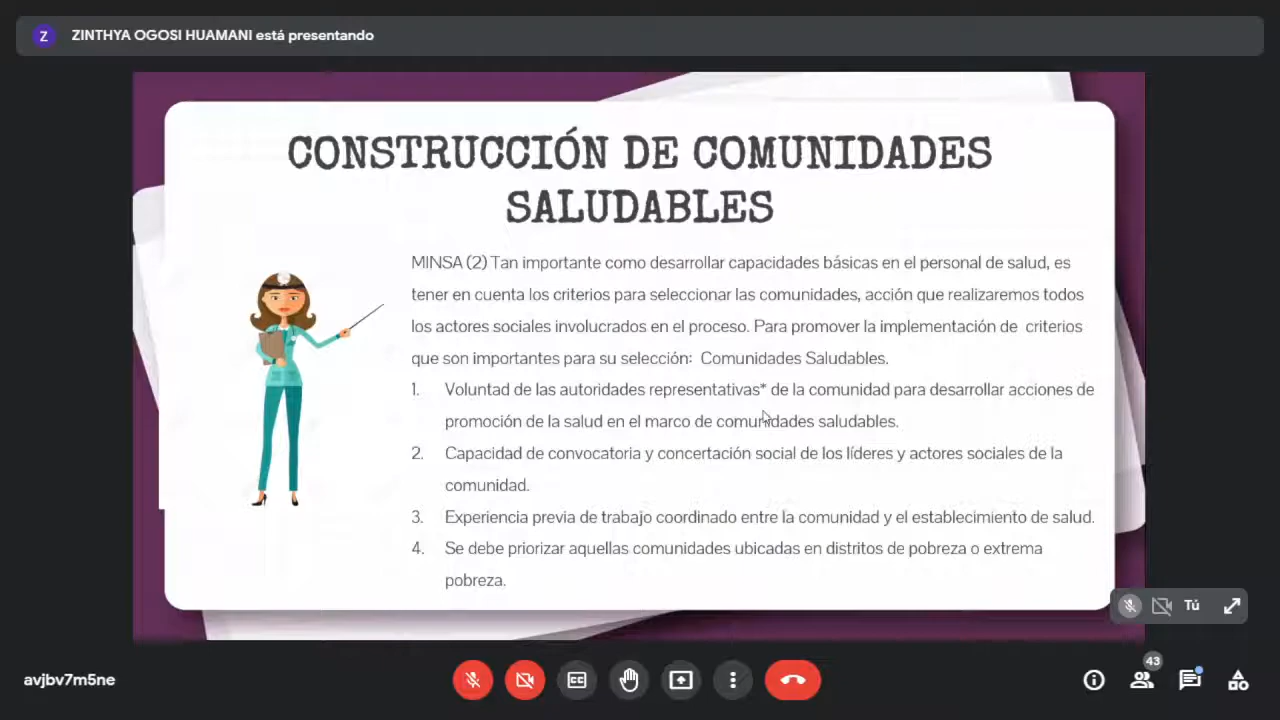 Z
ZINTHYA OGOSI HUAMANI está presentando
CONSTRUCCIÓN DE COMUNIDADES
SALUDABLES
MINSA (2) Tan importante como desarrollar capacidades básicas en el personal de salud, es
tener en cuenta los criterios para seleccionar las comunidades, acción que realizaremos todos
los actores sociales involucrados en el proceso. Para promover la implementación de criterios
que son importantes para su selección: Comunidades Saludables.
1. Voluntad de las autoridades representativas* de la comunidad para desarrollar acciones de
promoción de la salud en el marco de comunidades saludables.
2. Capacidad de convocatoria y concertación social de los líderes y actores sociales de la
comunidad.
3. Experiencia previa de trabajo coordinado entre la comunidad y el establecimiento de salud.
4. Se debe priorizar aquellas comunidades ubicadas en distritos de pobreza o extrema
pobreza.
Tú
avjbv7m5ne
CC
43